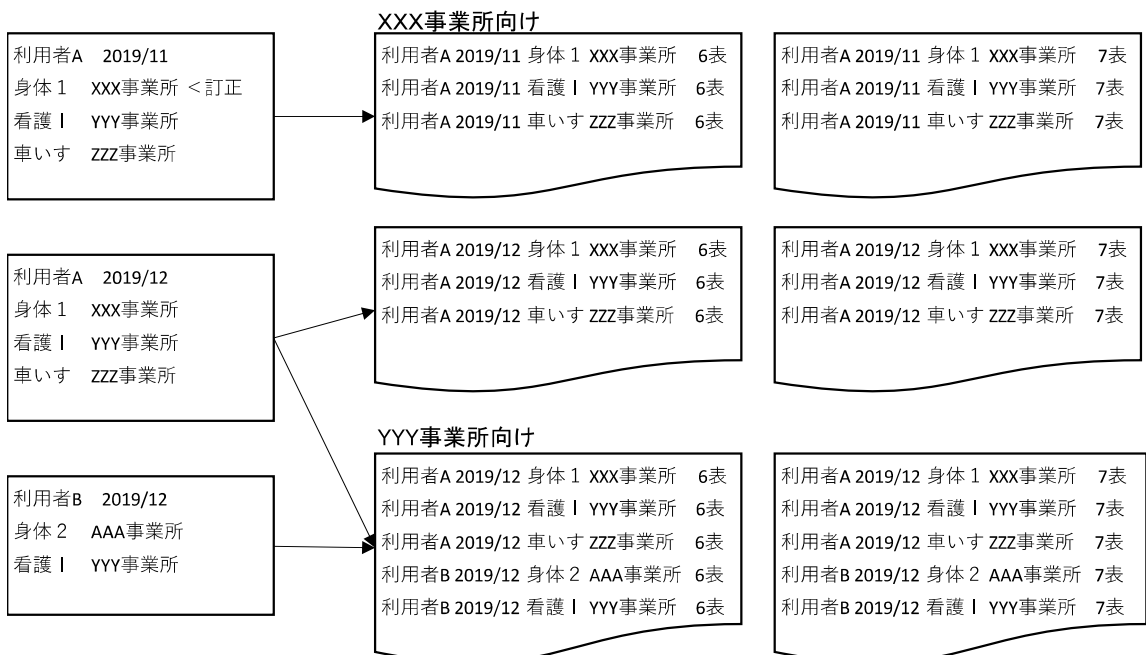 XXX事業所向け
利用者A 2019/11
身体１ XXX事業所 ＜訂正
看護Ⅰ YYY事業所
車いす ZZZ事業所
利用者A 2019/11 身体１ XXX事業所 6表
利用者A 2019/11 看護Ⅰ YYY事業所 6表
利用者A 2019/11 車いす ZZZ事業所 6表
利用者A 2019/11 身体１ XXX事業所 7表
利用者A 2019/11 看護Ⅰ YYY事業所 7表
利用者A 2019/11 車いす ZZZ事業所 7表
利用者A 2019/12
身体１ XXX事業所
看護Ⅰ YYY事業所
車いす ZZZ事業所
利用者A 2019/12 身体１ XXX事業所 6表
利用者A 2019/12 看護Ⅰ YYY事業所 6表
利用者A 2019/12 車いす ZZZ事業所 6表
利用者A 2019/12 身体１ XXX事業所 7表
利用者A 2019/12 看護Ⅰ YYY事業所 7表
利用者A 2019/12 車いす ZZZ事業所 7表
YYY事業所向け
利用者B 2019/12
身体２ AAA事業所
看護Ⅰ YYY事業所
利用者A 2019/12 身体１ XXX事業所 6表
利用者A 2019/12 看護Ⅰ YYY事業所 6表
利用者A 2019/12 車いす ZZZ事業所 6表
利用者B 2019/12 身体２ AAA事業所 6表
利用者B 2019/12 看護Ⅰ YYY事業所 6表
利用者A 2019/12 身体１ XXX事業所 7表
利用者A 2019/12 看護Ⅰ YYY事業所 7表
利用者A 2019/12 車いす ZZZ事業所 7表
利用者B 2019/12 身体２ AAA事業所 7表
利用者B 2019/12 看護Ⅰ YYY事業所 7表